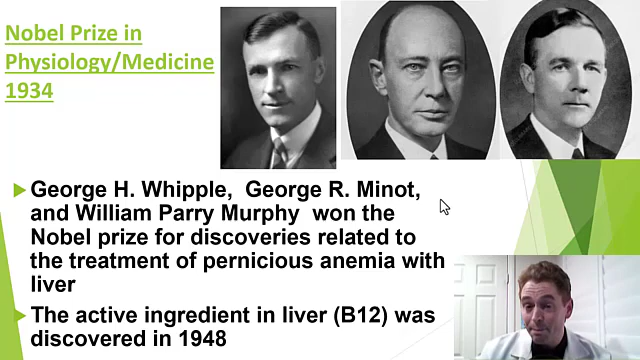 Nobel Prize in
Physiology/Medicine
1934
George H. Whipple,  George R. Minot,
and William Parry Murphy  won the
Nobel prize for discoveries related to
the treatment of pernicious anemia with
liver
The active ingredient in liver (B12) was
discovered in 1948